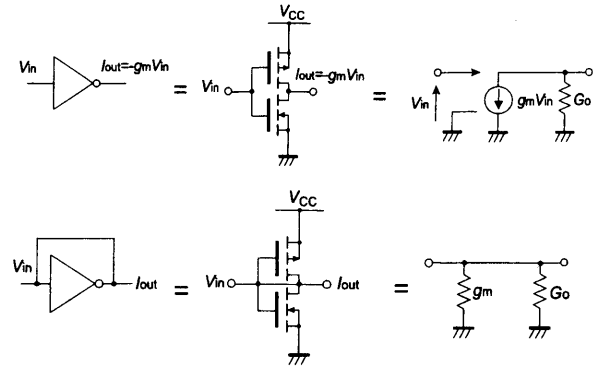 VCC
Vin Iout=-gmVin = Vin Iout=-gmVin = Vin gmVin Go
VCC
Vin Iout = Vin Iout = gm Go